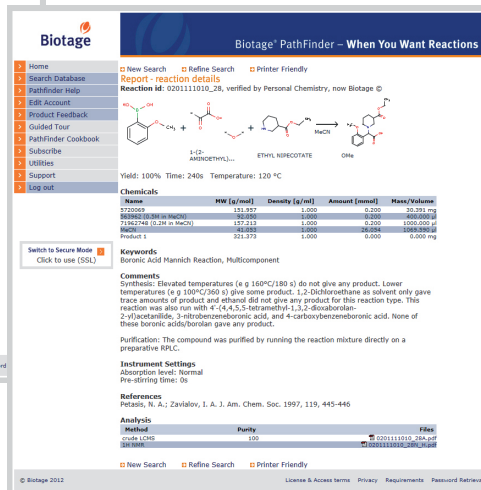 Biotage
Biotage® PathFinder – When You Want Reactions
Home
Search Database
Pathfinder Help
Edit Account
Product Feedback
Guided Tour
PathFinder Cookbook
Subscribe
Utilities
Support
Log out
Switch to Secure Mode
Click to use (SSL)
New Search Refine Search Printer Friendly
Report - reaction details
Reaction id: 0201111010_28, verified by Personal Chemistry, now Biotage ©
MeCN
1-(2-
AMINOETHYL)...
ETHYL NIPECOTATE
OMe
Yield: 100% Time: 240s Temperature: 120 °C
Chemicals
Name MW [g/mol] Density [g/ml] Amount [mmol] Mass/Volume
5720069 151.957 1.000 0.200 30.391 mg
563962 (0.5M in MeCN) 92.050 1.000 0.200 400.000 µl
71962748 (0.2M in MeCN) 157.213 1.000 0.200 1000.000 µl
MeCN 41.053 1.000 26.054 1069.590 µl
Product 1 321.373 1.000 0.000 0.000 mg
Keywords
Boronic Acid Mannich Reaction, Multicomponent
Comments
Synthesis: Elevated temperatures (e g 160°C/180 s) do not give any product. Lower
temperatures (e g 100°C/360 s) give some product. 1,2-Dichloroethane as solvent only gave
trace amounts of product and ethanol did not give any product for this reaction type. This
reaction was also run with 4'-(4,4,5,5-tetramethyl-1,3,2-dioxaborolan-
2-yl)acetanilide, 3-nitrobenzeneboronic acid, and 4-carboxybenzeneboronic acid. None of
these boronic acids/borolan gave any product.
Purification: The compound was purified by running the reaction mixture directly on a
preparative RPLC.
Instrument Settings
Absorption level: Normal
Pre-stirring time: 0s
References
Petasis, N. A.; Zavialov, I. A. J. Am. Chem. Soc. 1997, 119, 445-446
Analysis
Method Purity Files
crude LCMS 100 0201111010_28A.pdf
1H NMR 0201111010_28N_H.pdf
New Search Refine Search Printer Friendly
© Biotage 2012 License & Access terms Privacy Requirements Password Retrieva